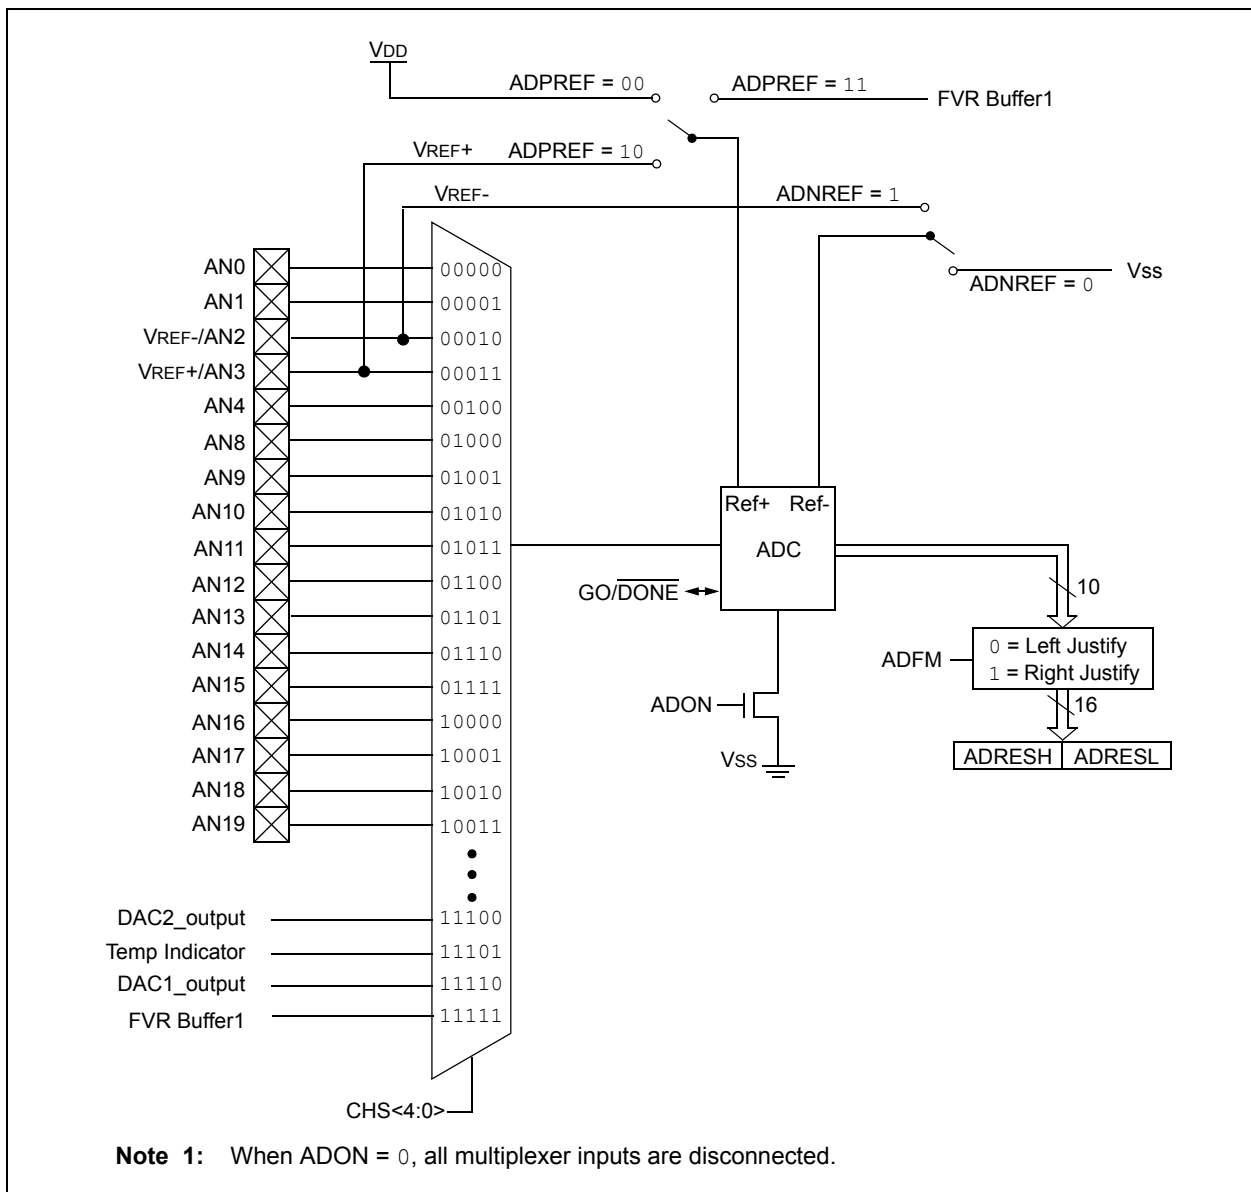 VDD
ADPREF = 00
ADPREF = 11
FVR Buffer1
VREF+
ADPREF = 10
VREF-
ADNREF = 1
VSS
ADNREF = 0
AN0
00000
AN1
00001
VREF-/AN2
00010
VREF+/AN3
00011
AN4
00100
AN8
01000
AN9
01001
AN10
01010
AN11
01011
AN12
01100
AN13
01101
AN14
01110
AN15
01111
AN16
10000
AN17
10001
AN18
10010
AN19
10011
DAC2_output
11100
Temp Indicator
11101
DAC1_output
11110
FVR Buffer1
11111
CHS<4:0>
Ref+ Ref-
ADC
GO/DONE
10
ADFM
0 = Left Justify
1 = Right Justify
16
ADON
VSS
ADRESH ADRESL
Note 1: When ADON = 0, all multiplexer inputs are disconnected.